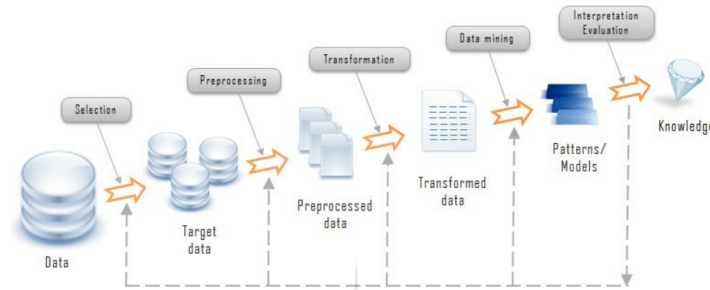 Interpretation
Evaluation
Data mining
Transformation
Preprocessing
Selection
Knowledge
Patterns/
Models
Transformed
data
Preprocessed
data
Target
data
Data